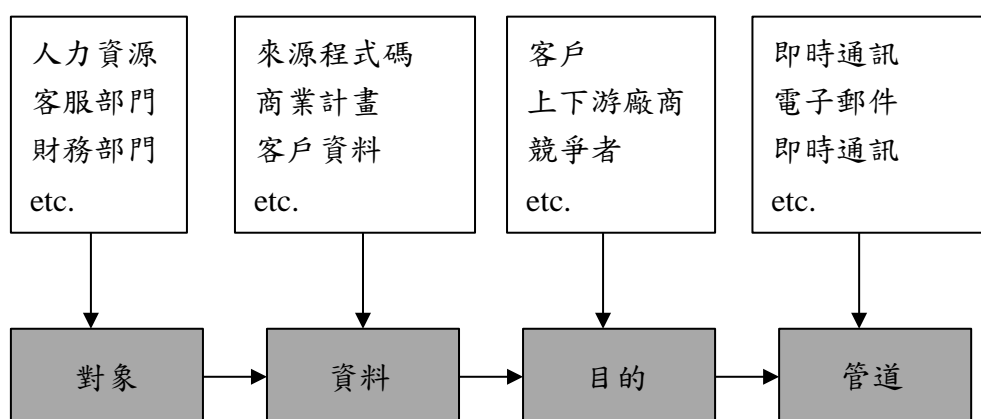 人力資源
客服部門
財務部門
etc.
來源程式碼
商業計畫
客戶資料
etc.
客戶
上下游廠商
競爭者
etc.
即時通訊
電子郵件
即時通訊
etc.
對象
資料
目的
管道